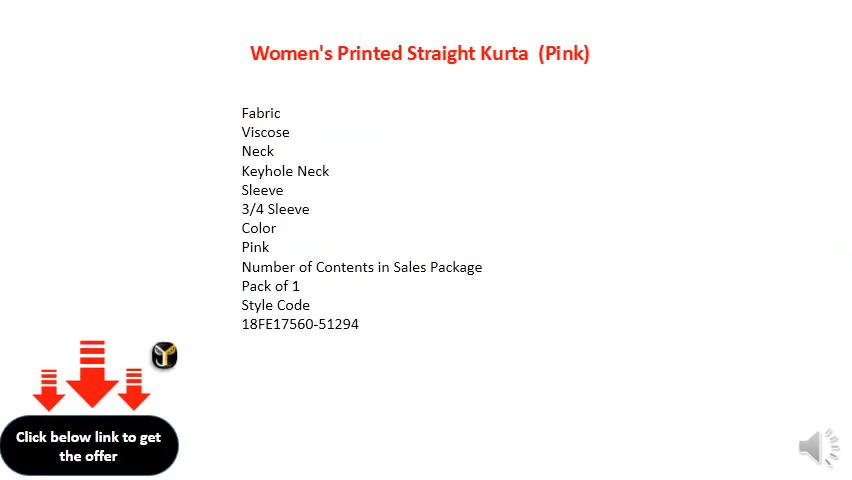 Women's Printed Straight Kurta  (Pink)
Fabric
Viscose
Neck
Keyhole Neck
Sleeve
3/4 Sleeve
Color
Pink
Number of Contents in Sales Package
Pack of 1
Style Code
18FE17560-51294
Click below link to get
the offer